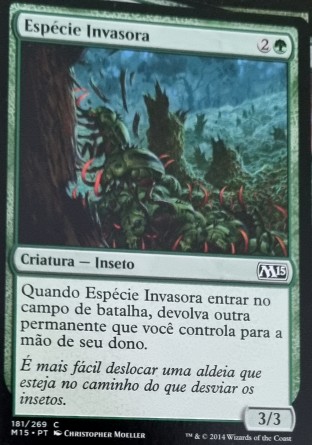 Espécie Invasora 2
Criatura — Inseto M15
Quando Espécie Invasora entrar no
campo de batalha, devolva outra
permanente que você controla para a
mão de seu dono.
É mais fácil deslocar uma aldeia que
esteja no caminho do que desviar os
insetos.
3/3
181/269 C
M15 • PT Christopher Moeller
™ & © 2014 Wizards of the Coast